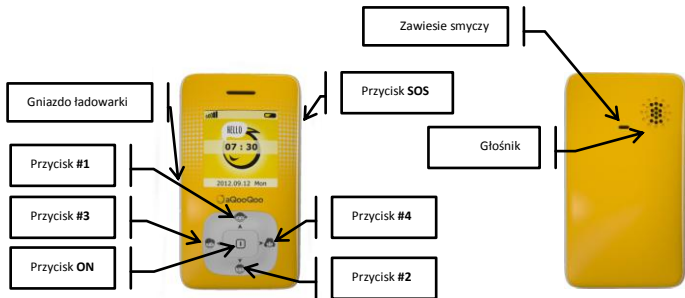 Zawiesie smyczy
Gniazdo ładowarki
Przycisk SOS
Głośnik
HELLO
07 : 30
2012.09.12 Mon
aQooQoo
Przycisk #1
Przycisk #3
Przycisk #4
Przycisk ON
Przycisk #2